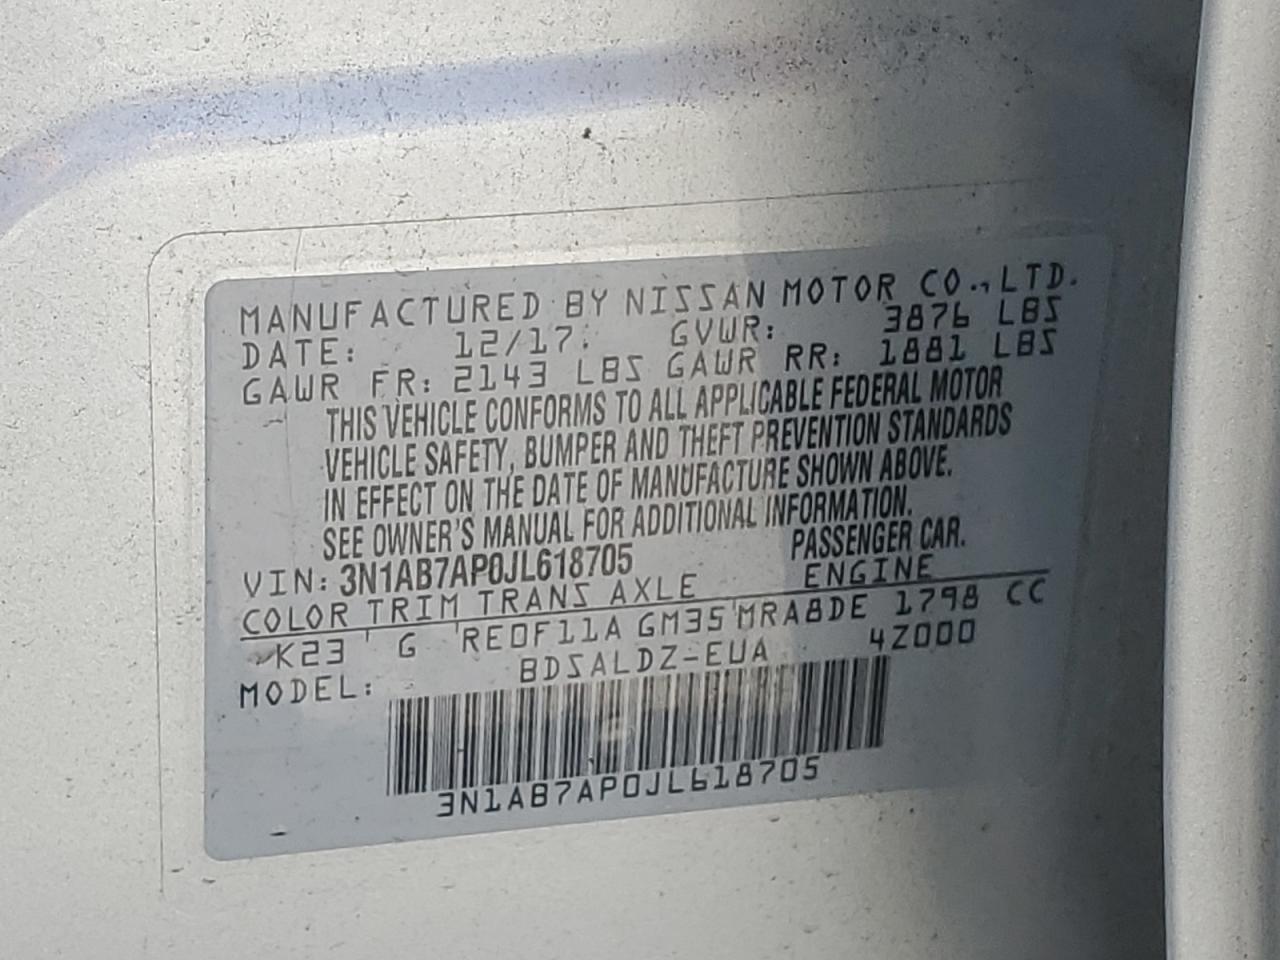 MANUFACTURED BY NISSAN MOTOR CO., LTD.
DATE: 12/17. GVWR: 3876 LBS
GAWR FR: 2143 LBS GAWR RR: 1881 LBS
THIS VEHICLE CONFORMS TO ALL APPLICABLE FEDERAL MOTOR
VEHICLE SAFETY, BUMPER AND THEFT PREVENTION STANDARDS
IN EFFECT ON THE DATE OF MANUFACTURE SHOWN ABOVE.
SEE OWNER'S MANUAL FOR ADDITIONAL INFORMATION.
VIN: 3N1AB7AP0JL618705 PASSENGER CAR.
COLOR TRIM TRANS AXLE ENGINE
K23 G RE0F11A GM35 MRA8DE 1798 CC
MODEL: BDSALDZ-EUA 4Z000
3N1AB7AP0JL618705